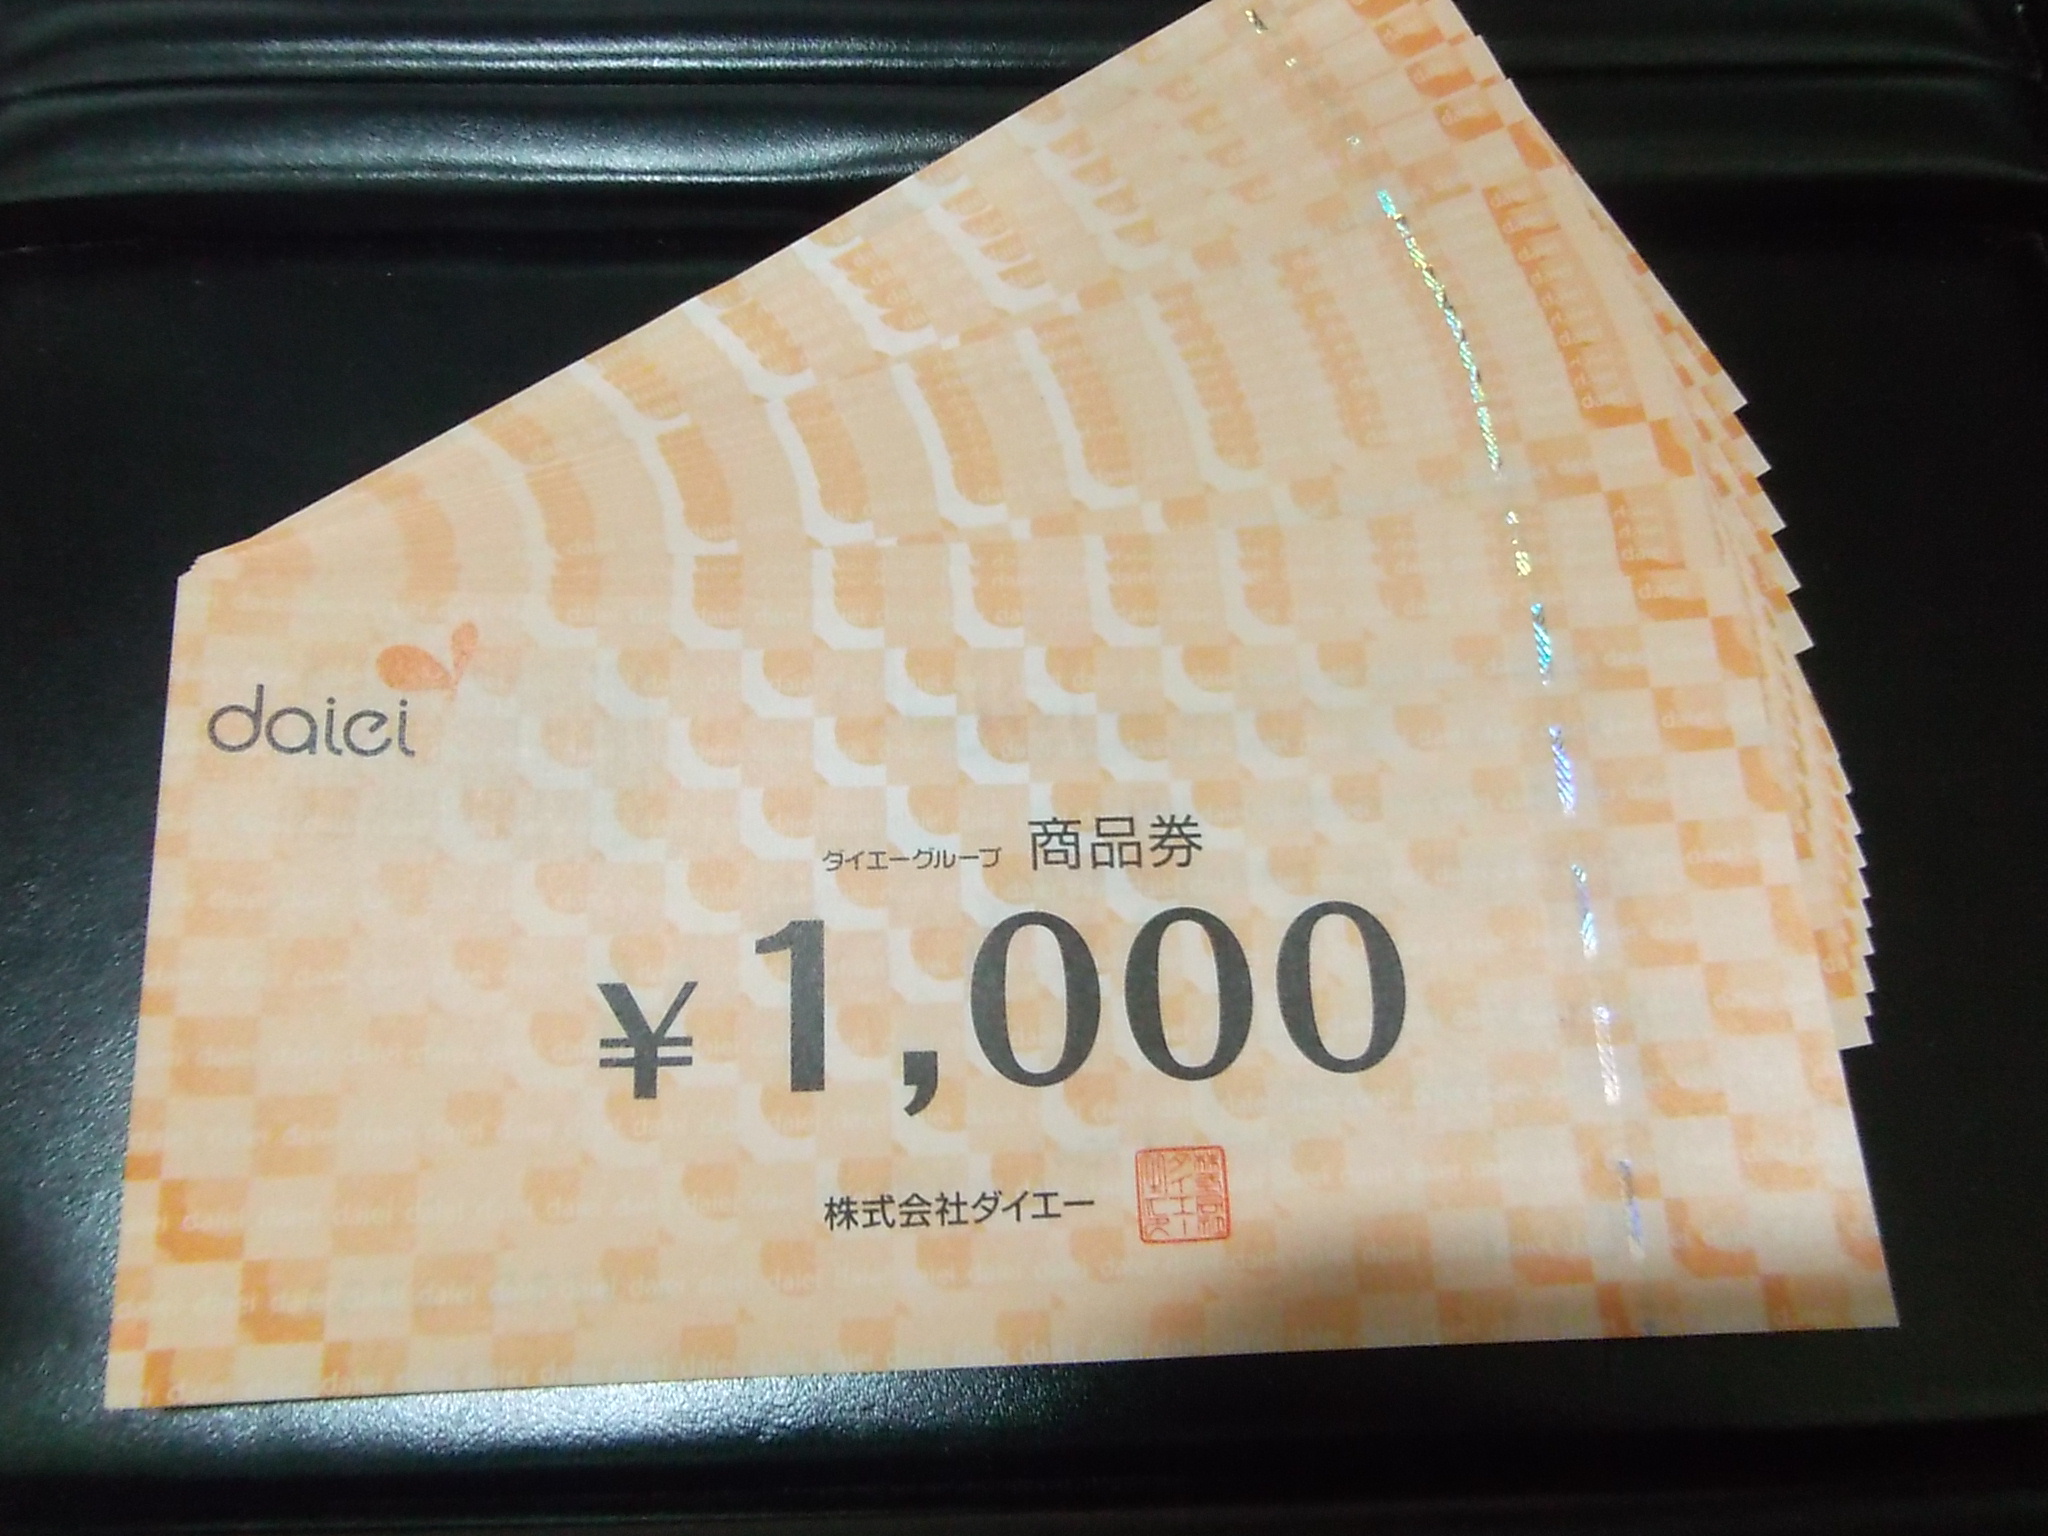 daiei
ダイエーグループ 商品券
¥1,000
株式会社ダイエー